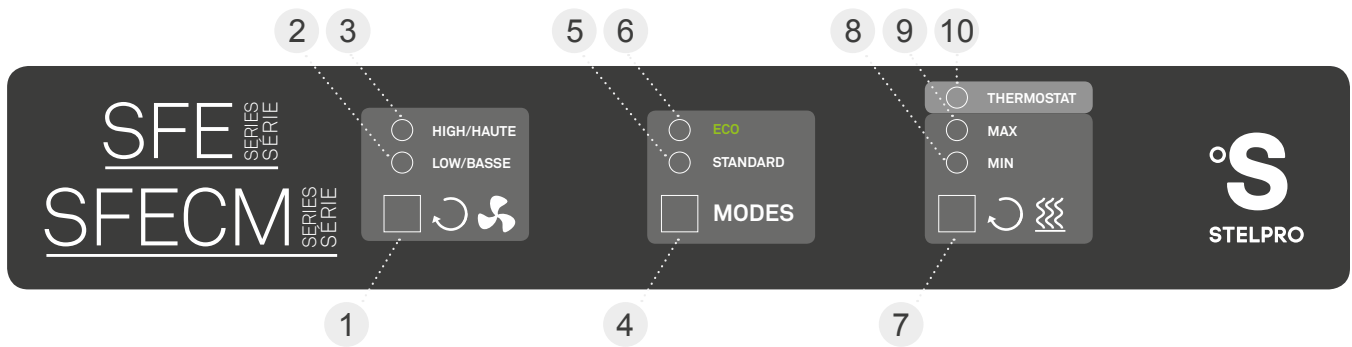 2 3 5 6 8 9 10
SFE SERIES
SÉRIE
SFECM SERIES
SÉRIE
HIGH/HAUTE
LOW/BASSE
ECO
STANDARD
MODES
THERMOSTAT
MAX
MIN
°S
STELPRO
1 4 7